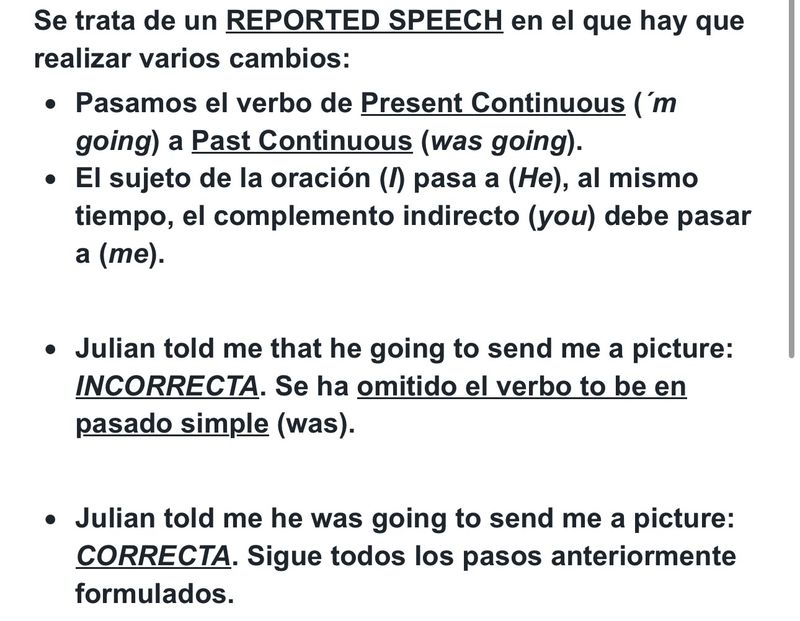 Se trata de un REPORTED SPEECH en el que hay que
realizar varios cambios:
• Pasamos el verbo de Present Continuous (´m
going) a Past Continuous (was going).
• El sujeto de la oración (I) pasa a (He), al mismo
tiempo, el complemento indirecto (you) debe pasar
a (me).
• Julian told me that he going to send me a picture:
INCORRECTA. Se ha omitido el verbo to be en
pasado simple (was).
• Julian told me he was going to send me a picture:
CORRECTA. Sigue todos los pasos anteriormente
formulados.